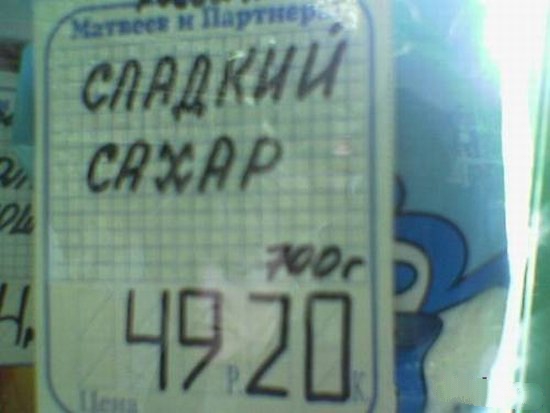 Матвеев и Партнеры
СЛАДКИЙ
САХАР
700г
49 Р 20 К
Цена